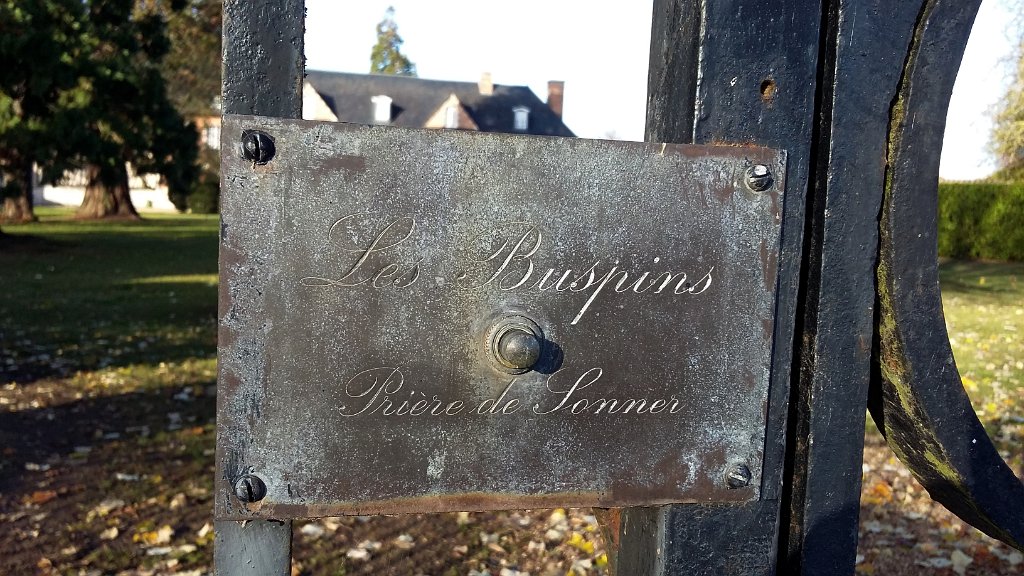 Les Buspins
Prière de Sonner